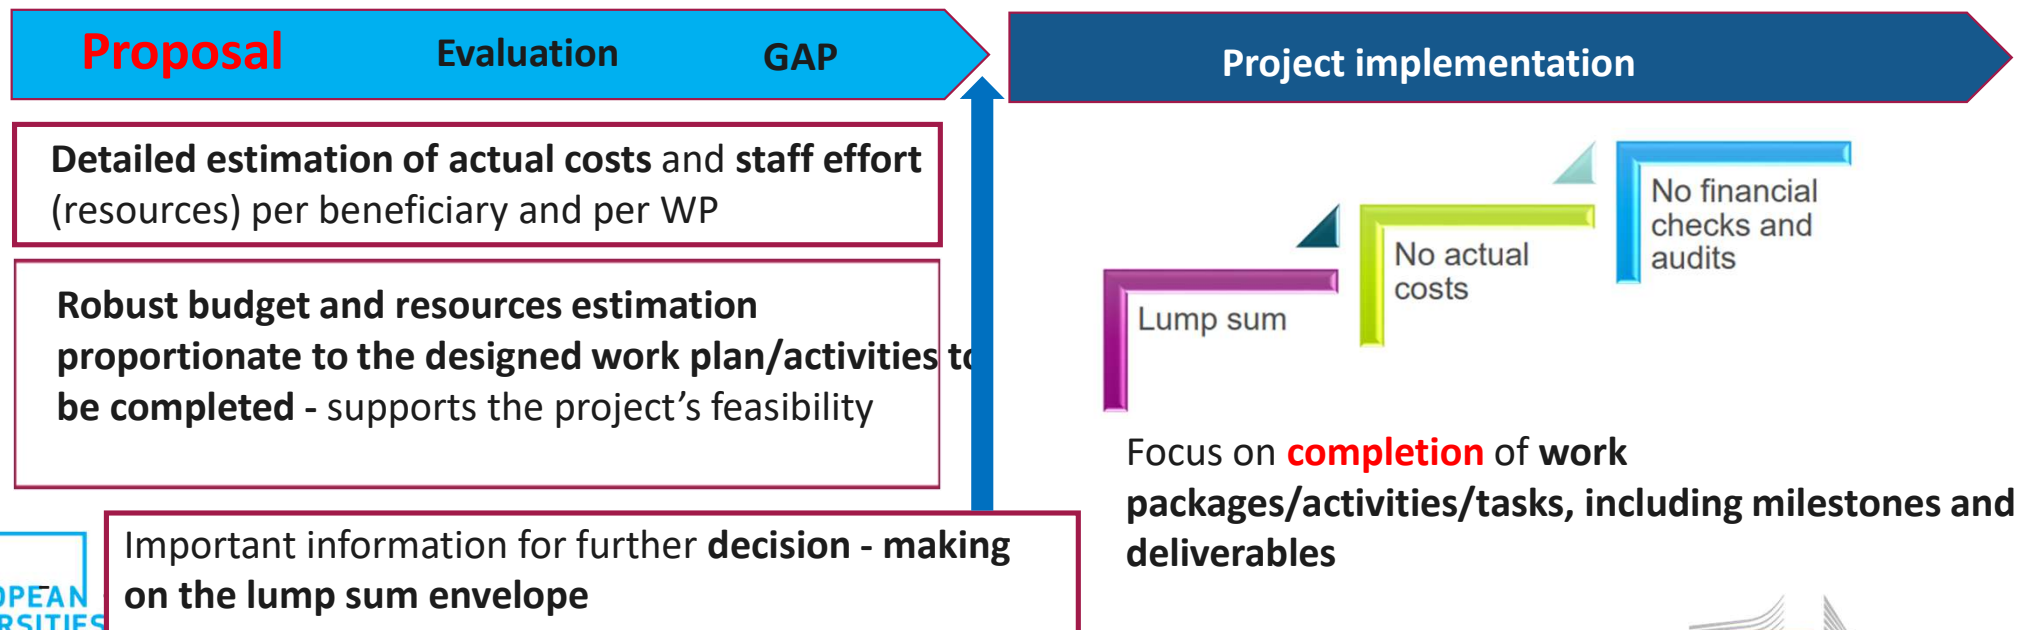 Proposal Evaluation GAP
Project implementation
Detailed estimation of actual costs and staff effort
(resources) per beneficiary and per WP
Robust budget and resources estimation
proportionate to the designed work plan/activities to
be completed - supports the project's feasibility
Important information for further decision - making
on the lump sum envelope
Lump sum
No actual
costs
No financial
checks and
audits
Focus on completion of work
packages/activities/tasks, including milestones and
deliverables